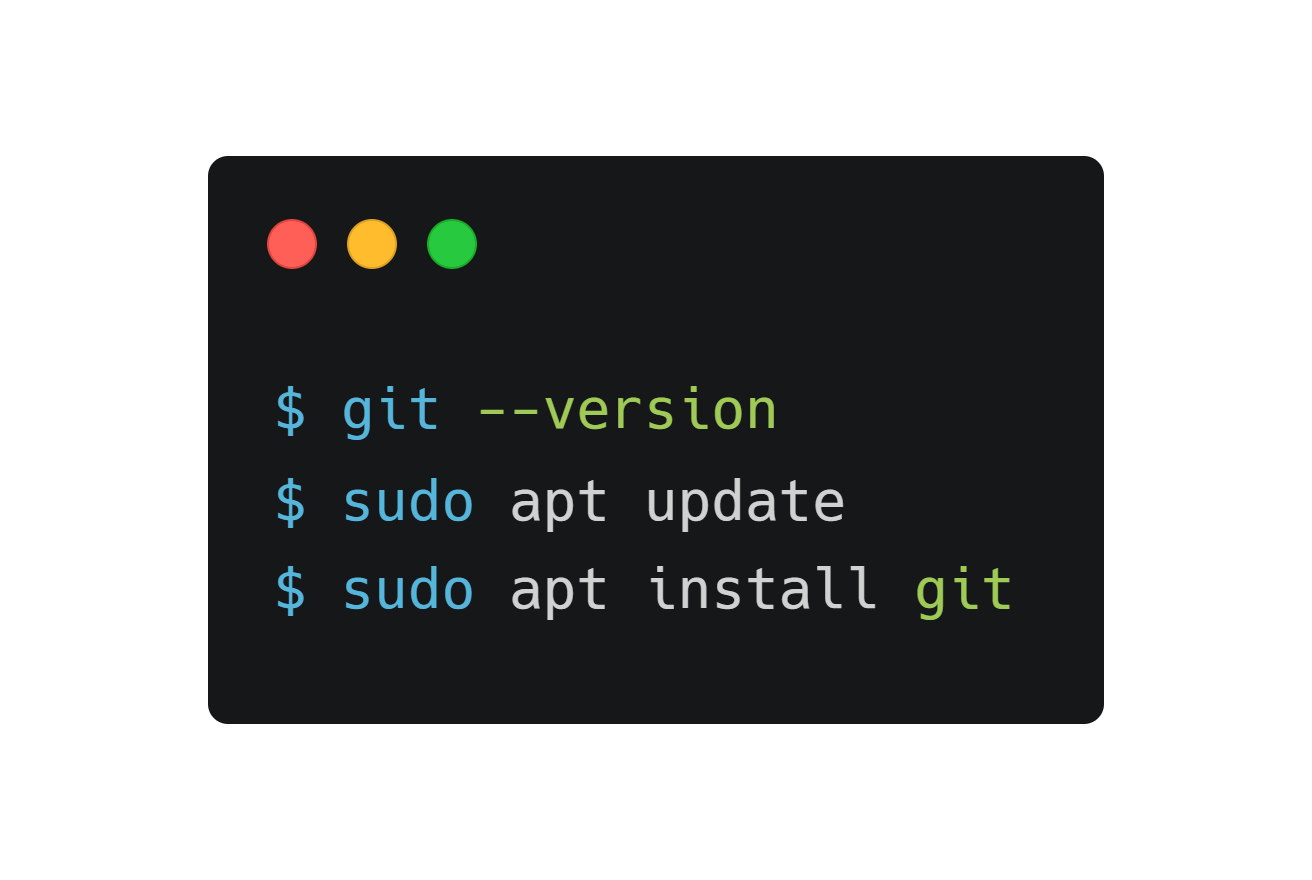 $ git --version
$ sudo apt update
$ sudo apt install git